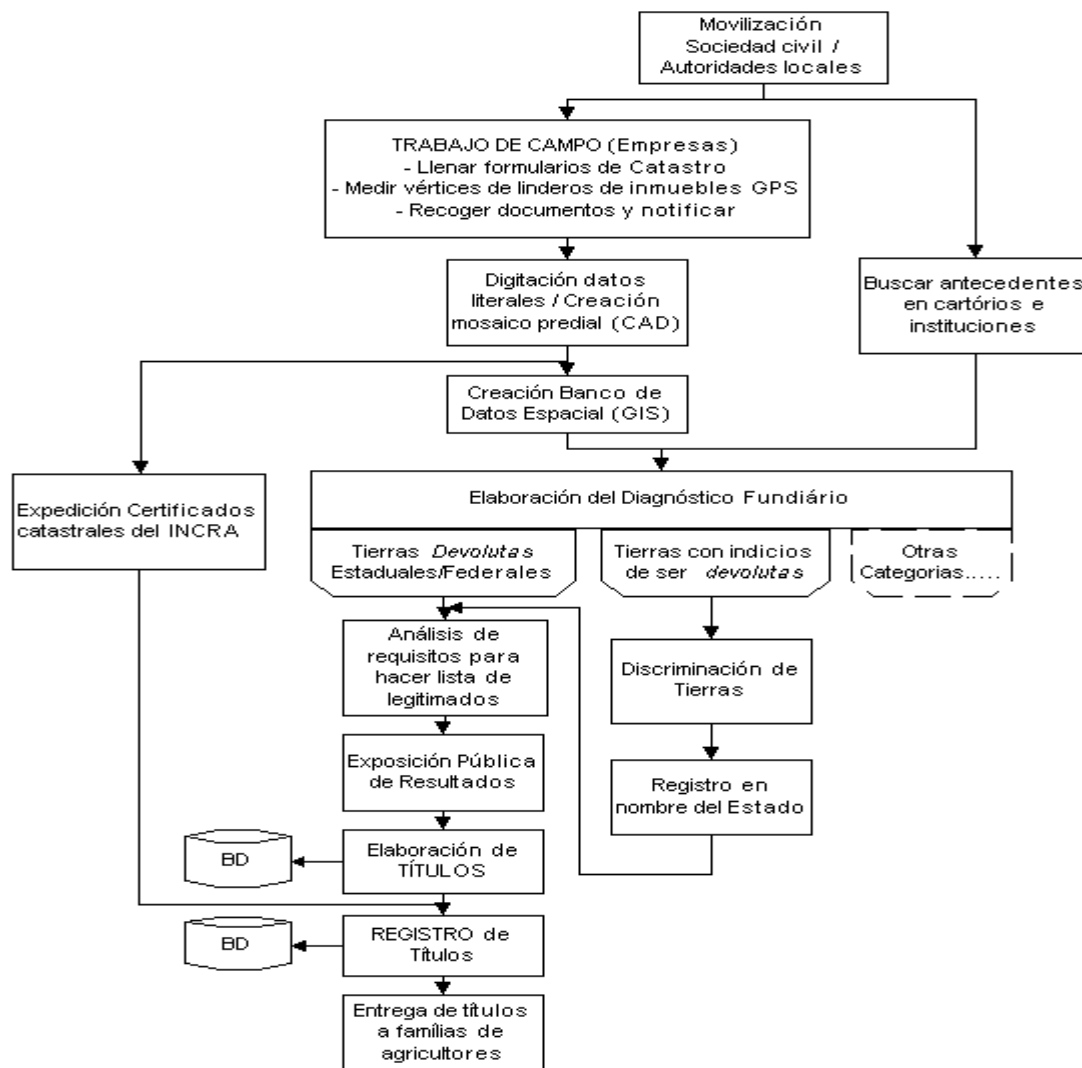 Movilización
Sociedad civil /
Autoridades locales
TRABAJO DE CAMPO (Empresas)
- Llenar formularios de Catastro
- Medir vértices de linderos de inmuebles GPS
- Recoger documentos y notificar
Digitación datos
literales / Creación
mosaico predial (CAD)
Buscar antecedentes
en cartórios e
instituciones
Creación Banco de
Datos Espacial (GIS)
Expedición Certificados
catastrales del INCRA
Elaboración del Diagnóstico Fundiário
Tierras Devolutas
Estaduales/Federales
Tierras con indicios
de ser devolutas
Otras
Categorias.....
Análisis de
requisitos para
hacer lista de
legitimados
Discriminación de
Tierras
Exposición Pública
de Resultados
Registro en
nombre del Estado
BD
Elaboración de
TÍTULOS
BD
REGISTRO de
Títulos
Entrega de títulos
a famílias de
agricultores